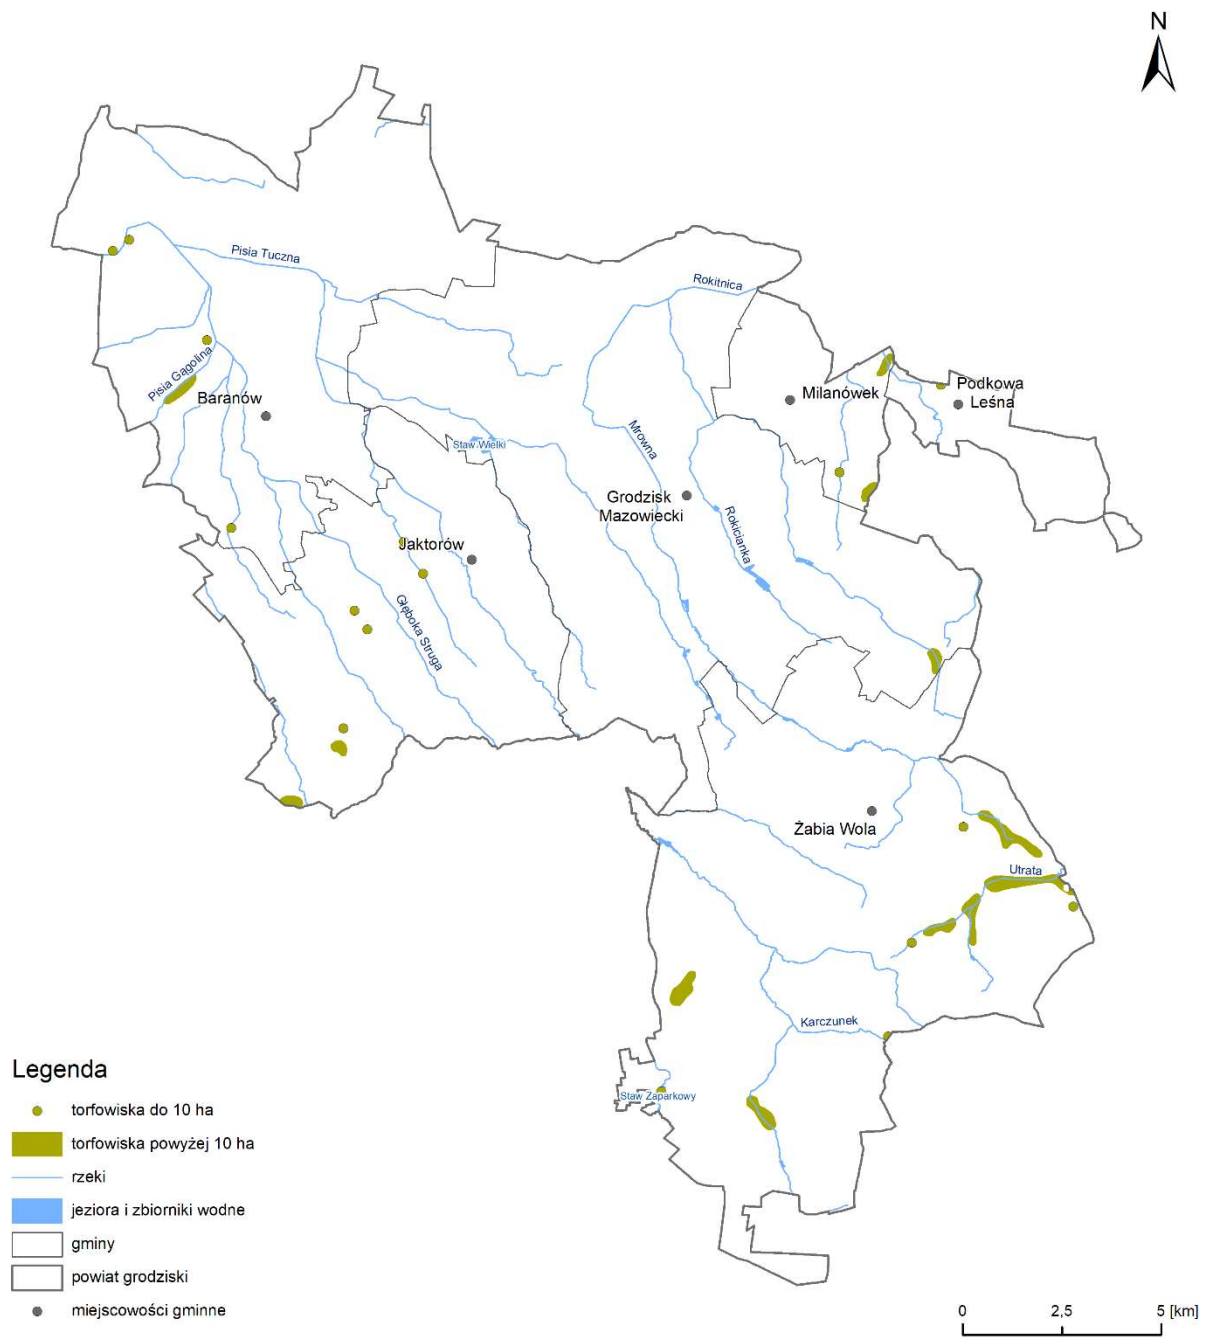 N
Pisia Tuczna
Rokitnica
Pisia Gągolina
Baranów
Milanówek
Podkowa
Leśna
Staw Wielki
Mrowna
Grodzisk
Mazowiecki
Rokicianka
Jaktorów
Głęboka Struga
Żabia Wola
Utrata
Karczunek
Staw Zaparkowy
Legenda
torfowiska do 10 ha
torfowiska powyżej 10 ha
rzeki
jeziora i zbiorniki wodne
gminy
powiat grodziski
miejscowości gminne
0 2,5 5 [km]